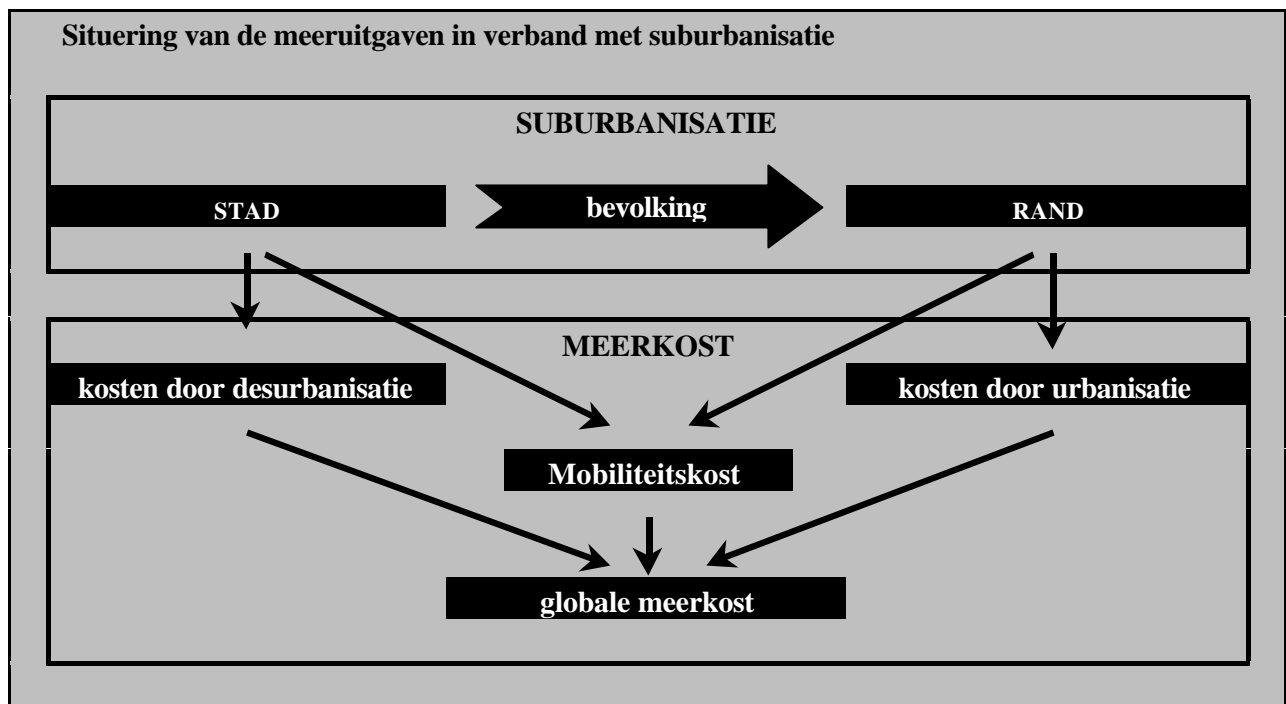 Situering van de meeruitgaven in verband met suburbanisatie
SUBURBANISATIE
STAD
bevolking
RAND
MEERKOST
kosten door desurbanisatie
kosten door urbanisatie
Mobiliteitskost
globale meerkost